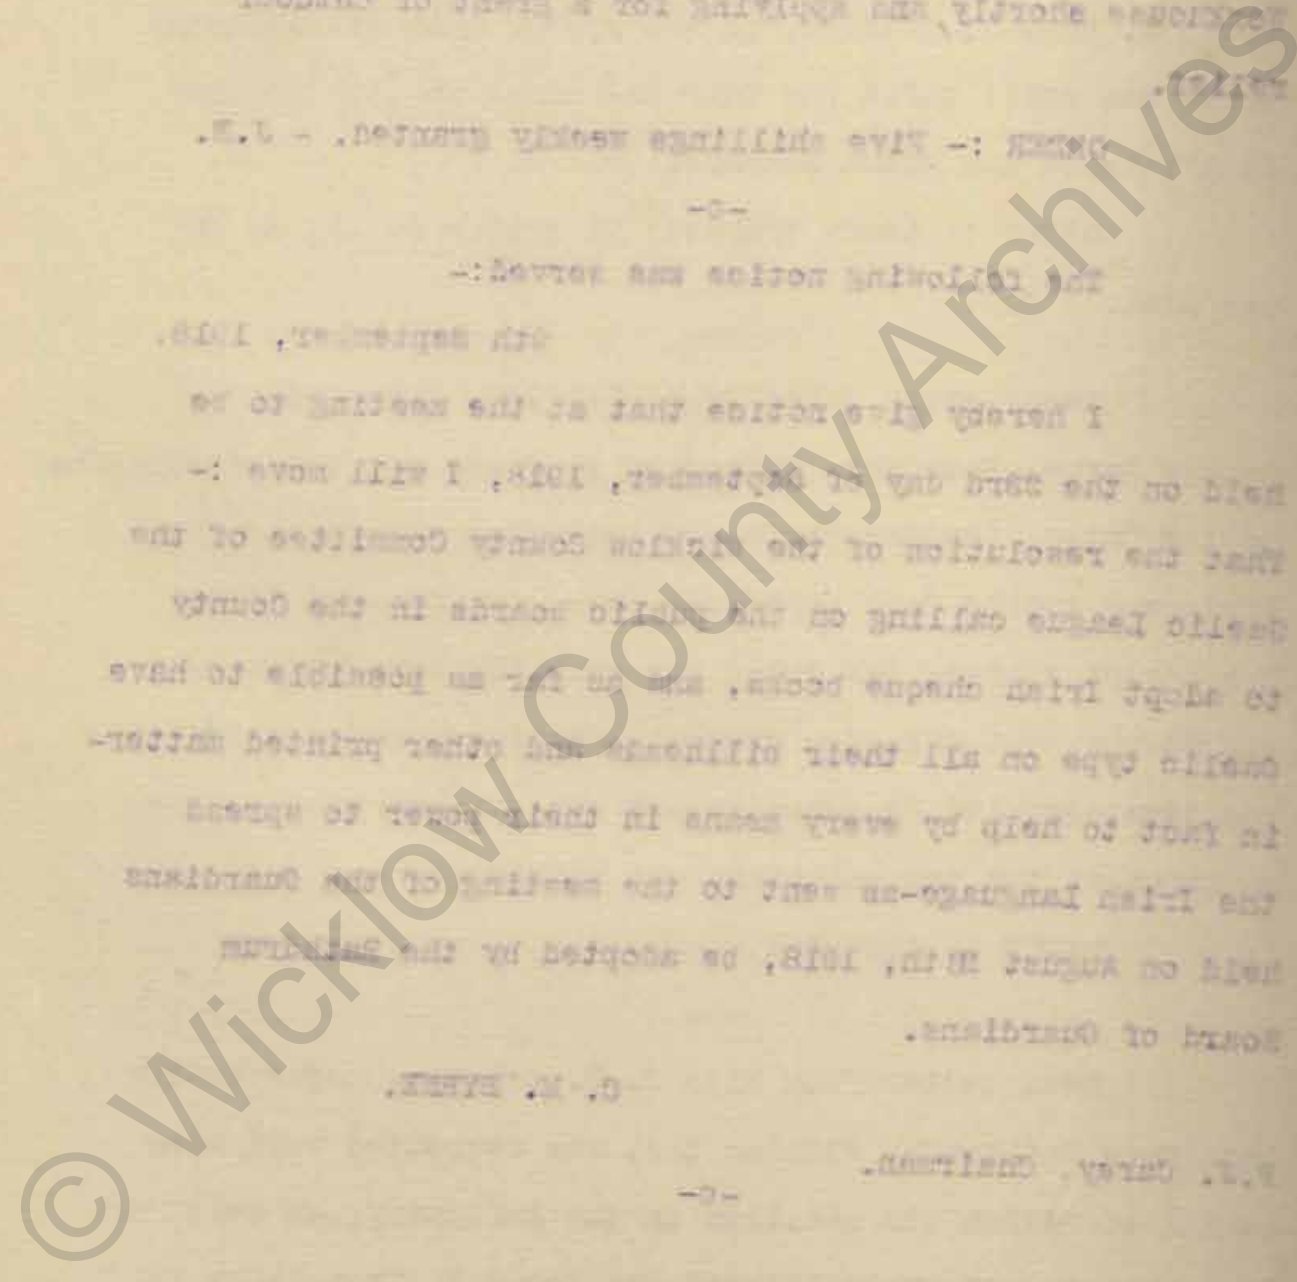 workhouse shortly, and applying for a grant of outdoor
relief.
ORDER :- Five shillings weekly granted. - J.M.
-o-
The following notice was served:-
9th September, 1918.
I hereby give notice that at the meeting to be
held on the 23rd day of September, 1918, I will move :-
That the resolution of the Wicklow County Committee of the
Gaelic League calling on the public boards in the County
to adopt Irish cheque books, and as far as possible to have
Gaelic type on all their billheads and other printed matter-
in fact to help by every means in their power to spread
the Irish Language-as sent to the meeting of the Guardians
held on August 1918, be adopted by the Rathdrum
Board of Guardians.
C. M. BYRNE.
Carey, Chairman.
-o-
© Wicklow County Archives